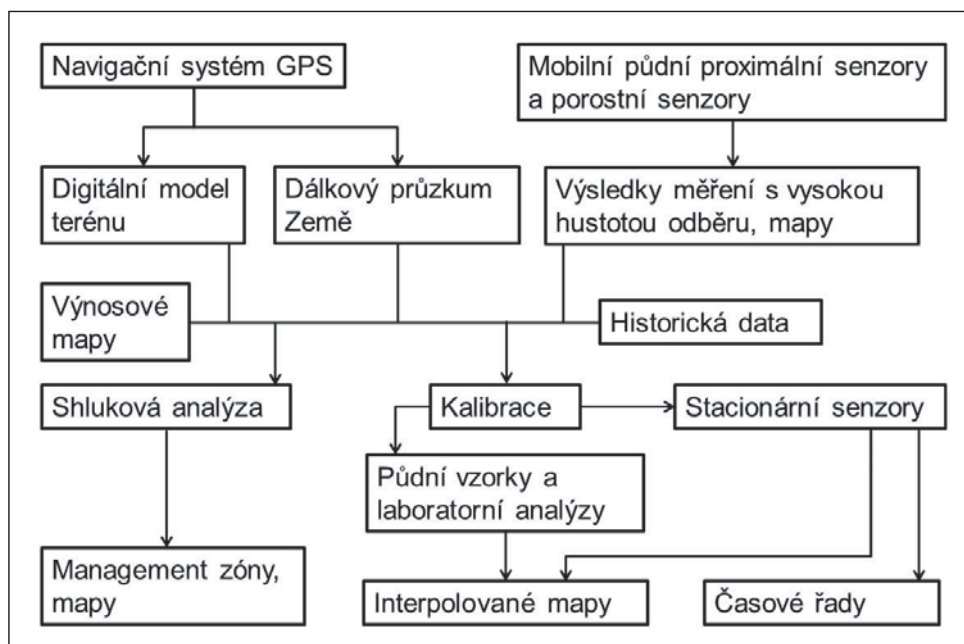 Navigační systém GPS
Mobilní půdní proximální senzory
a porostní senzory
Digitální model
terénu
Dálkový průzkum
Země
Výsledky měření s vysokou
hustotou odběru, mapy
Výnosové
mapy
Historická data
Shluková analýza
Kalibrace
Stacionární senzory
Půdní vzorky a
laboratorní analýzy
Management zóny,
mapy
Interpolované mapy
Časové řady